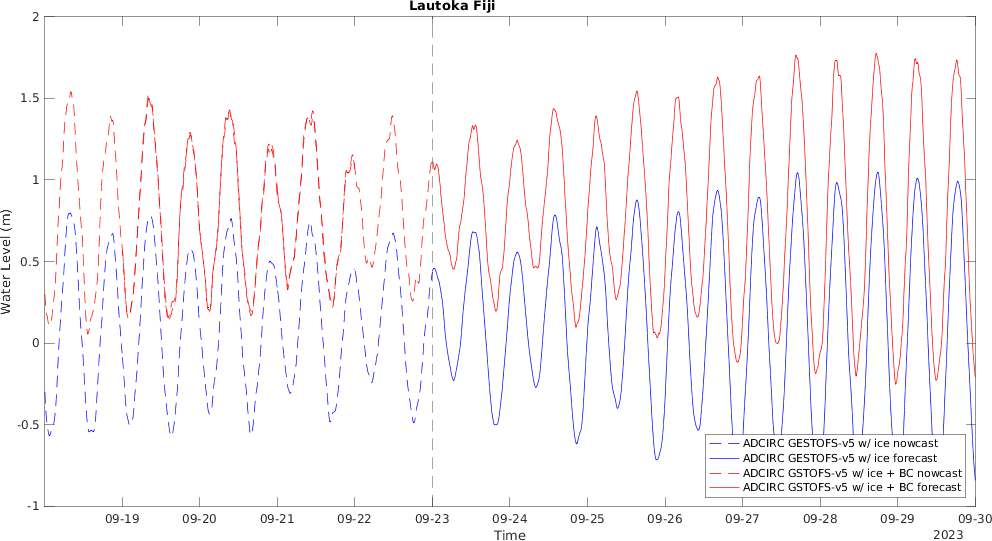 Lautoka Fiji
2
1.5
1
0.5
0
-0.5
-1
Water Level (m)
ADCIRC GESTOFS-v5 w/ ice nowcast
ADCIRC GESTOFS-v5 w/ ice forecast
ADCIRC GSTOFS-v5 w/ ice + BC nowcast
ADCIRC GSTOFS-v5 w/ ice + BC forecast
09-19 09-20 09-21 09-22 09-23 09-24 09-25 09-26 09-27 09-28 09-29 09-30
Time
2023